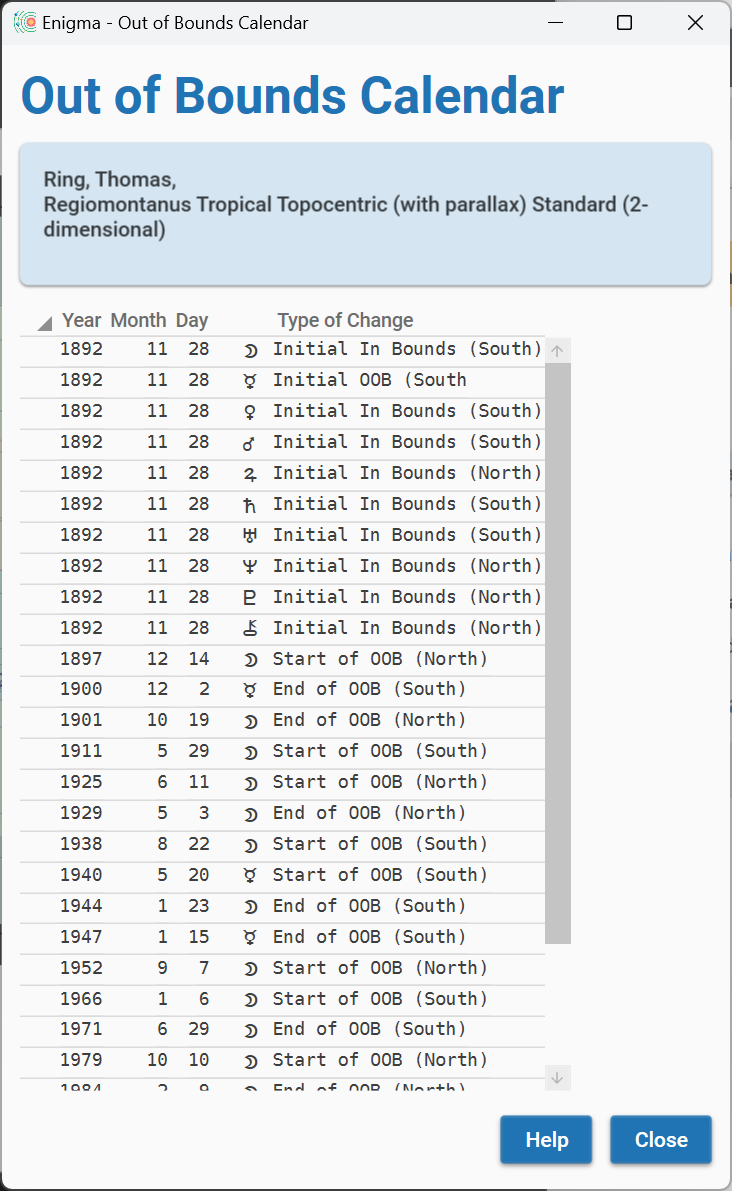 Enigma - Out of Bounds Calendar
Out of Bounds Calendar
Ring, Thomas,
Regiomontanus Tropical Topocentric (with parallax) Standard (2-
dimensional)
Year Month Day Type of Change
1892 11 28 ☽ Initial In Bounds (South)
1892 11 28 ☿ Initial OOB (South
1892 11 28 ♀ Initial In Bounds (South)
1892 11 28 ♂ Initial In Bounds (South)
1892 11 28 ♃ Initial In Bounds (North)
1892 11 28 ♄ Initial In Bounds (South)
1892 11 28 ♅ Initial In Bounds (South)
1892 11 28 ♆ Initial In Bounds (North)
1892 11 28 ♇ Initial In Bounds (North)
1892 11 28 ⚷ Initial In Bounds (North)
1897 12 14 ☽ Start of OOB (North)
1900 12 2 ☿ End of OOB (South)
1901 10 19 ☽ End of OOB (North)
1911 5 29 ☽ Start of OOB (South)
1925 6 11 ☽ Start of OOB (North)
1929 5 3 ☽ End of OOB (North)
1938 8 22 ☽ Start of OOB (South)
1940 5 20 ☿ Start of OOB (South)
1944 1 23 ☽ End of OOB (South)
1947 1 15 ☿ End of OOB (South)
1952 9 7 ☽ Start of OOB (North)
1966 1 6 ☽ Start of OOB (South)
1971 6 29 ☽ End of OOB (South)
1979 10 10 ☽ Start of OOB (North)
1984 ☽ End of OOB (North)
Help Close